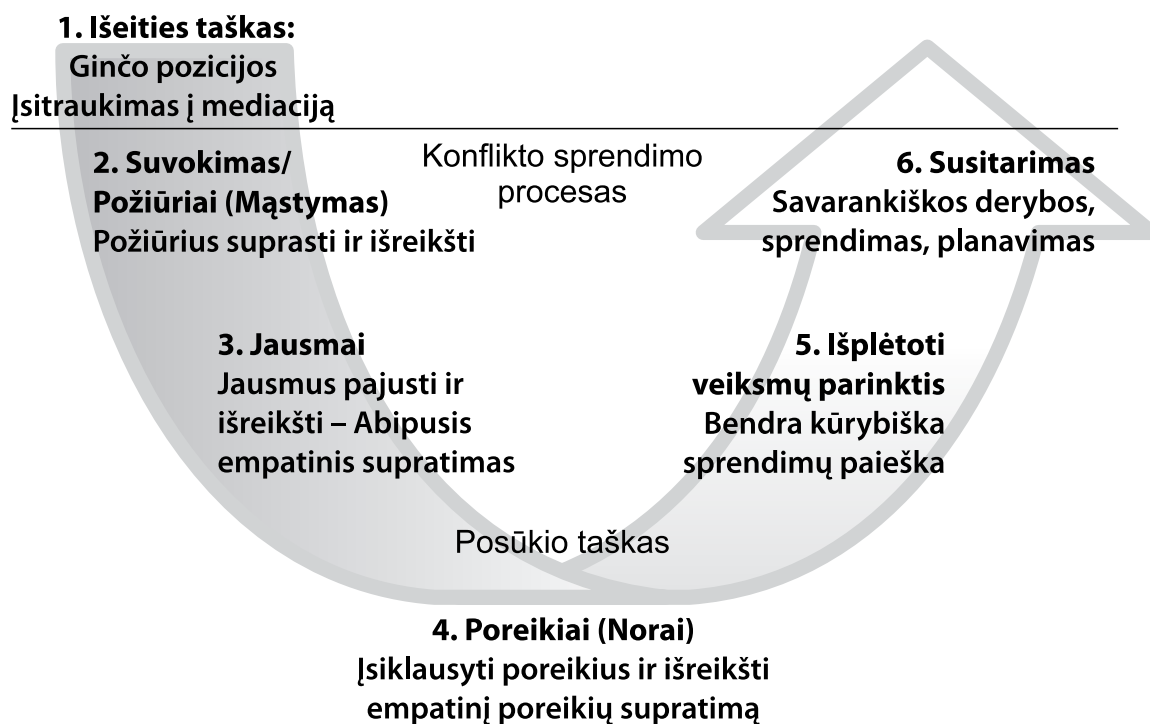 1. Išeities taškas:
Ginčo pozicijos
Įsitraukimas į mediaciją
Konflikto sprendimo
procesas
2. Suvokimas/
Požiūriai (Mąstymas)
Požiūrius suprasti ir išreikšti
3. Jausmai
Jausmus pajusti ir
išreikšti – Abipusis
empatinis supratimas
Posūkio taškas
4. Poreikiai (Norai)
Įsiklausyti poreikius ir išreikšti
empatinį poreikių supratimą
5. Išplėtoti
veiksmų parinktis
Bendra kūrybiška
sprendimų paieška
6. Susitarimas
Savarankiškos derybos,
sprendimas, planavimas